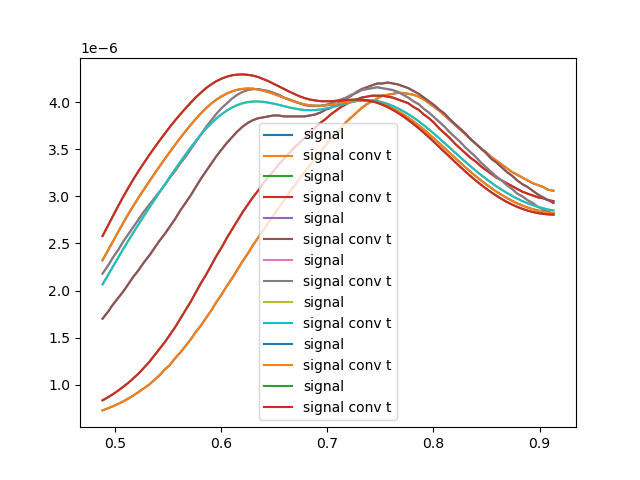 1e−6
4.0
3.5
3.0
2.5
2.0
1.5
1.0
signal
signal conv t
signal
signal conv t
signal
signal conv t
signal
signal conv t
signal
signal conv t
signal
signal conv t
signal
signal conv t
0.5 0.6 0.7 0.8 0.9